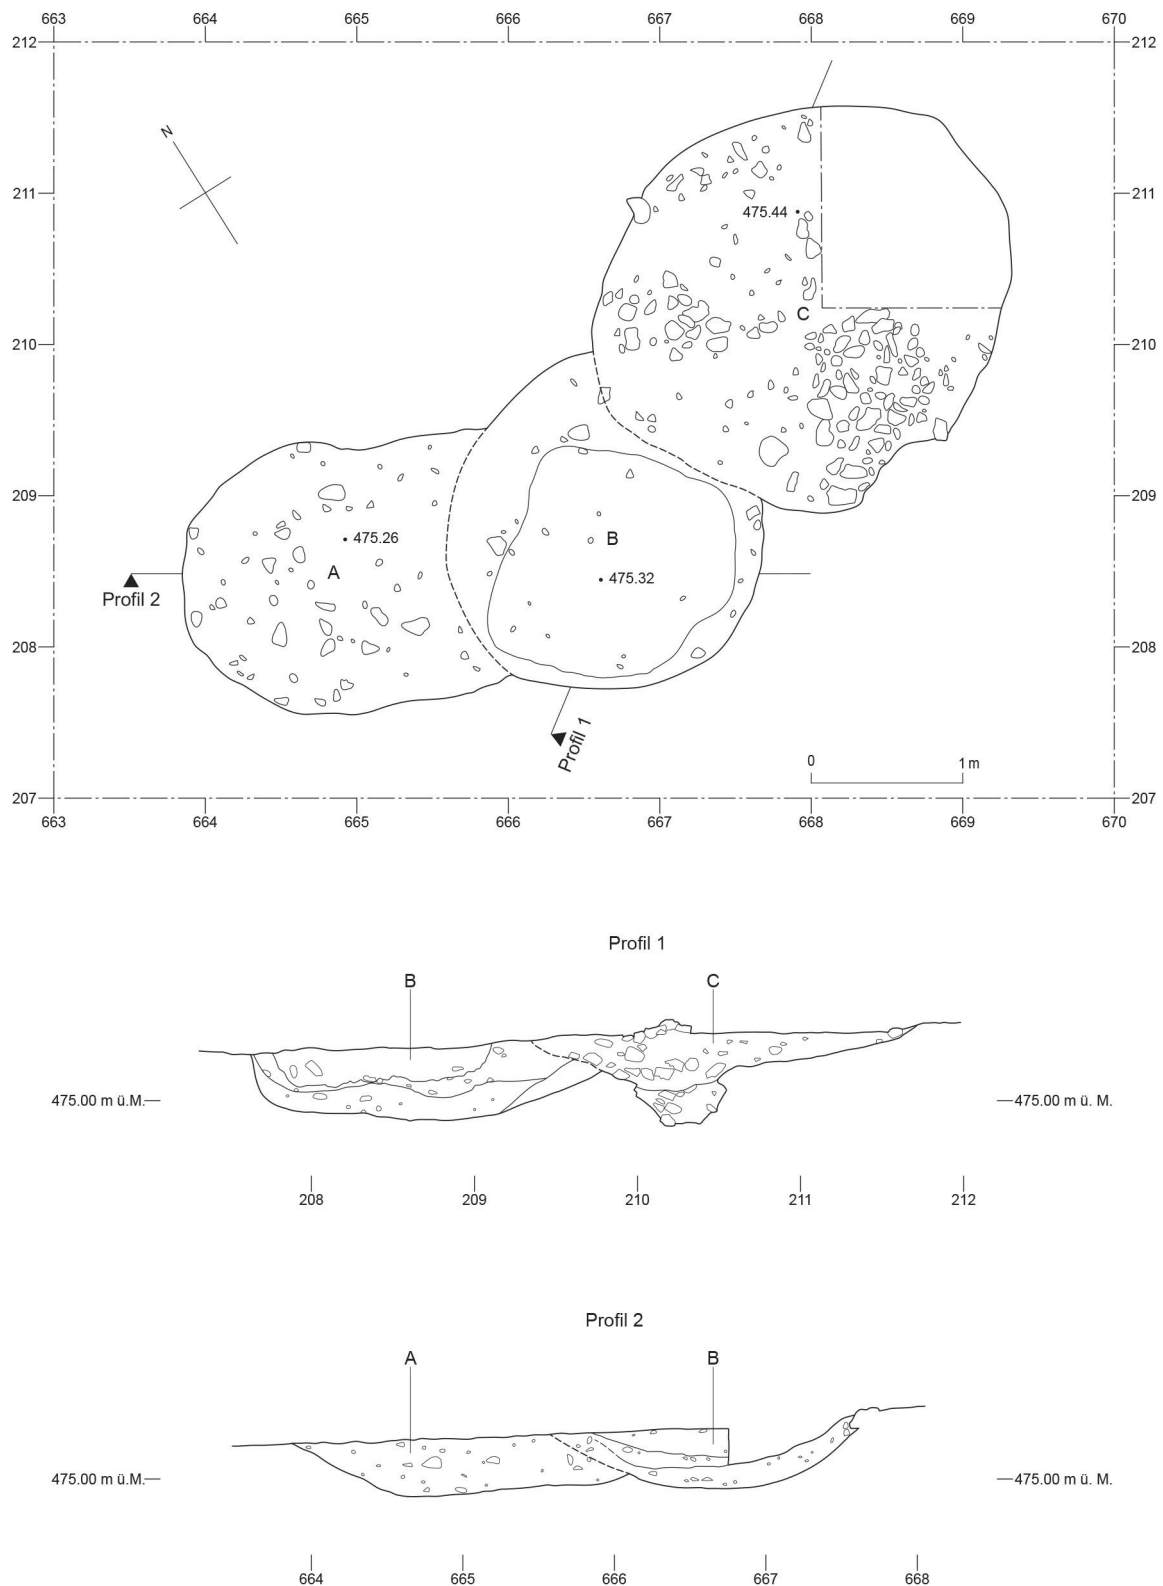 663 664 665 666 667 668 669 670
212 212
N
211 211
475.44
C
210 210
209 209
475.26
B
A
475.32
Profil 2
208 208
Profil 1
0 1 m
207 207
663 664 665 666 667 668 669 670
Profil 1
B C
475.00 m ü.M. 475.00 m ü. M.
208 209 210 211 212
Profil 2
A B
475.00 m ü.M. 475.00 m ü. M.
664 665 666 667 668